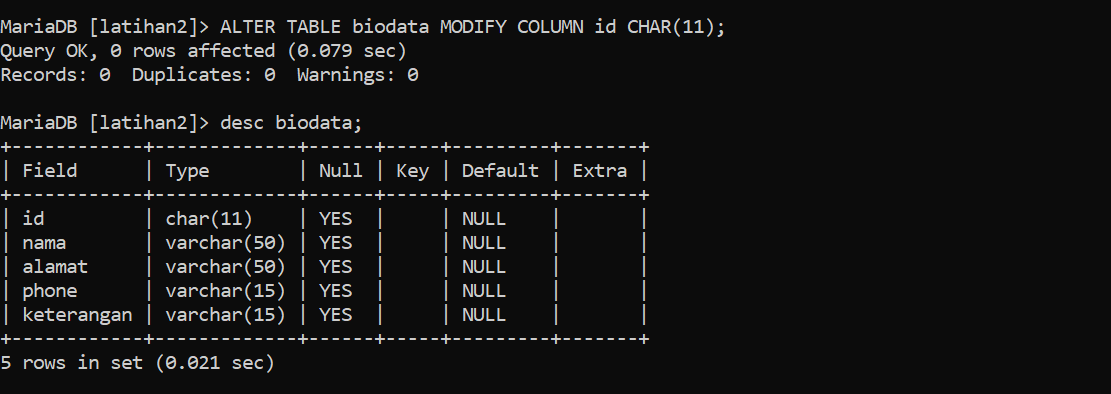 MariaDB [latihan2]> ALTER TABLE biodata MODIFY COLUMN id CHAR(11);
Query OK, 0 rows affected (0.079 sec)
Records: 0  Duplicates: 0  Warnings: 0

MariaDB [latihan2]> desc biodata;
+------------+-------------+------+-----+---------+-------+
| Field      | Type        | Null | Key | Default | Extra |
+------------+-------------+------+-----+---------+-------+
| id         | char(11)    | YES  |     | NULL    |       |
| nama       | varchar(50) | YES  |     | NULL    |       |
| alamat     | varchar(50) | YES  |     | NULL    |       |
| phone      | varchar(15) | YES  |     | NULL    |       |
| keterangan | varchar(15) | YES  |     | NULL    |       |
+------------+-------------+------+-----+---------+-------+
5 rows in set (0.021 sec)